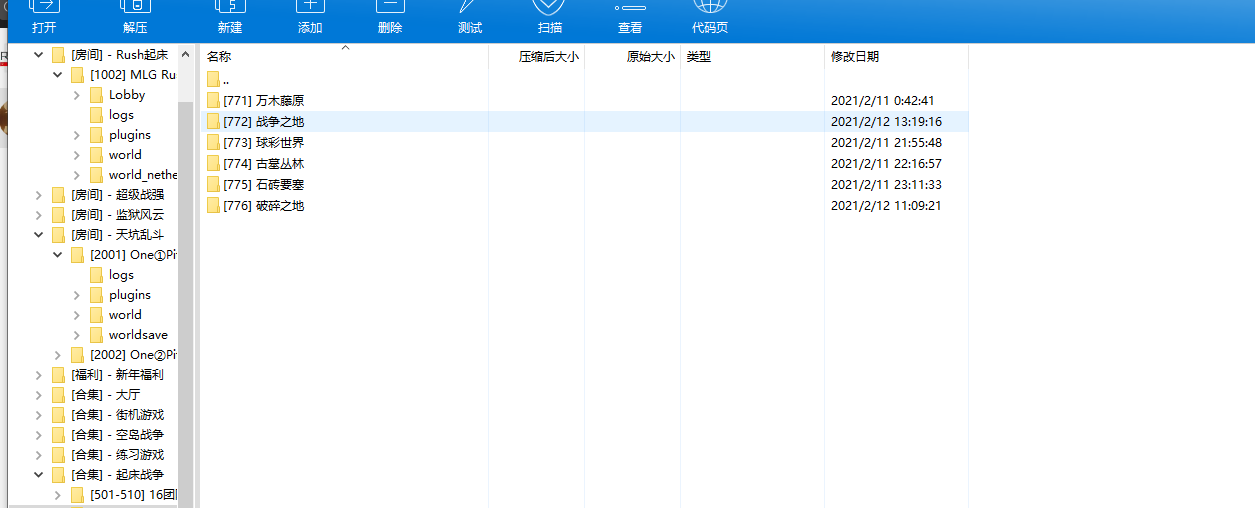 打开 解压 新建 添加 删除 测试 扫描 查看 代码页
[房间] - Rush起床
[1002] MLG Ru
Lobby
logs
plugins
world
world_nethe
[房间] - 超级战强
[房间] - 监狱风云
[房间] - 天坑乱斗
[2001] One①Pi
logs
plugins
world
worldsave
[2002] One②Pi
[福利] - 新年福利
[合集] - 大厅
[合集] - 街机游戏
[合集] - 空岛战争
[合集] - 练习游戏
[合集] - 起床战争
[501-510] 16团
名称 压缩后大小 原始大小 类型 修改日期
..
[771] 万木藤原 2021/2/11 0:42:41
[772] 战争之地 2021/2/12 13:19:16
[773] 球彩世界 2021/2/11 21:55:48
[774] 古墓丛林 2021/2/11 22:16:57
[775] 石砖要塞 2021/2/11 23:11:33
[776] 破碎之地 2021/2/12 11:09:21